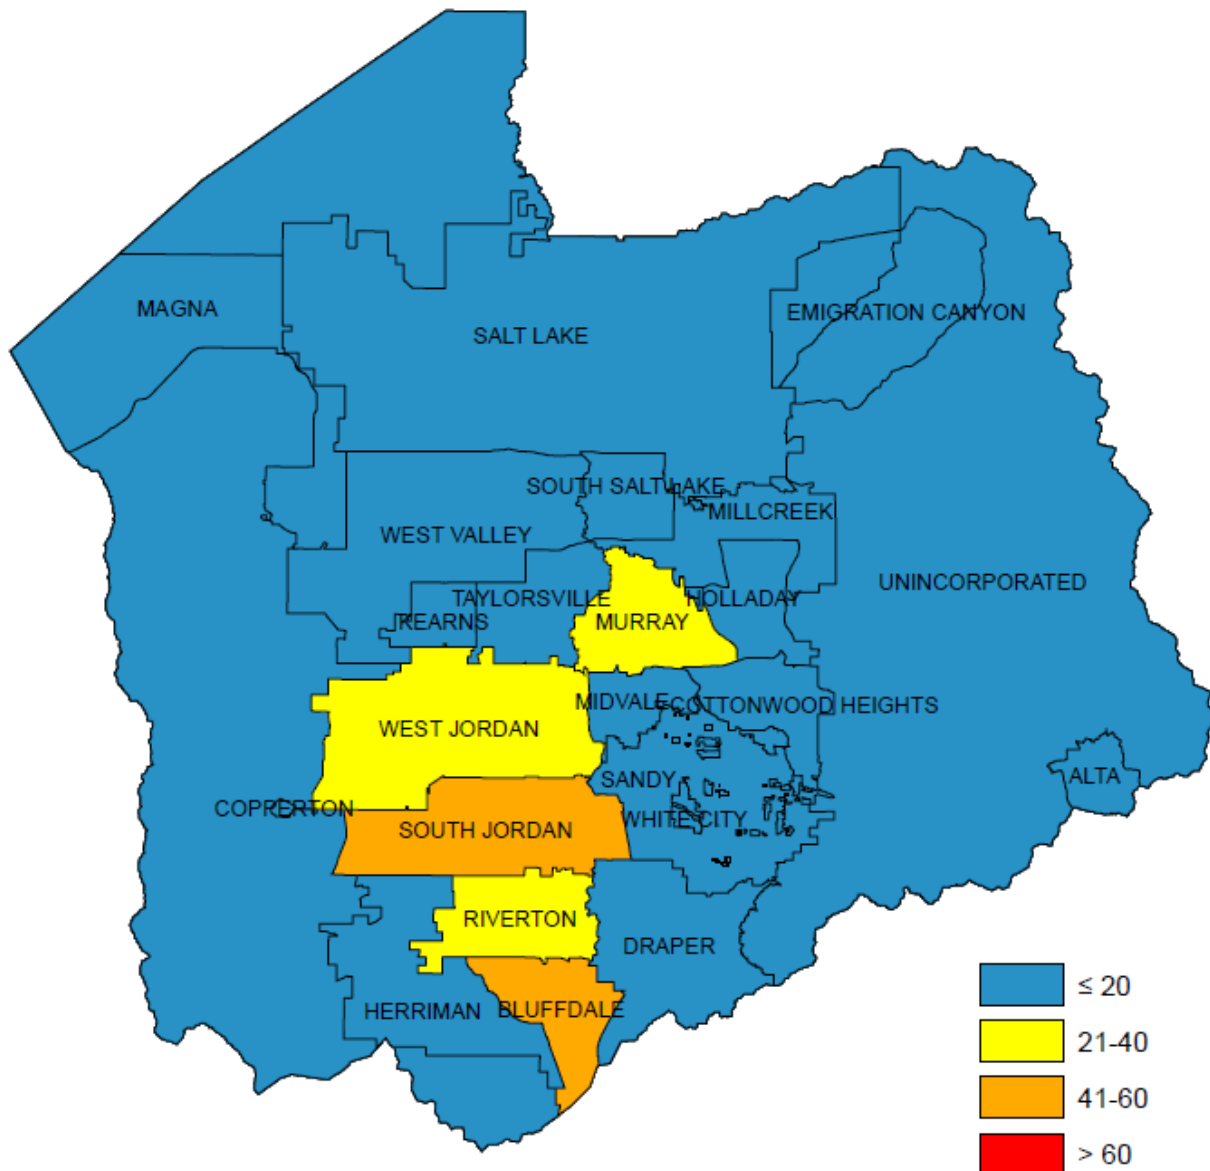 MAGNA
EMIGRATION CANYON
SALT LAKE
SOUTH SALT LAKE
MILLCREEK
WEST VALLEY
UNINCORPORATED
TAYLORSVILLE
HOLLADAY
KEARNS
MURRAY
MIDVALE
COTTONWOOD HEIGHTS
WEST JORDAN
SANDY
ALTA
COPPERTON
WHITE CITY
SOUTH JORDAN
RIVERTON
DRAPER
HERRIMAN
BLUFFDALE
≤ 20
21-40
41-60
> 60